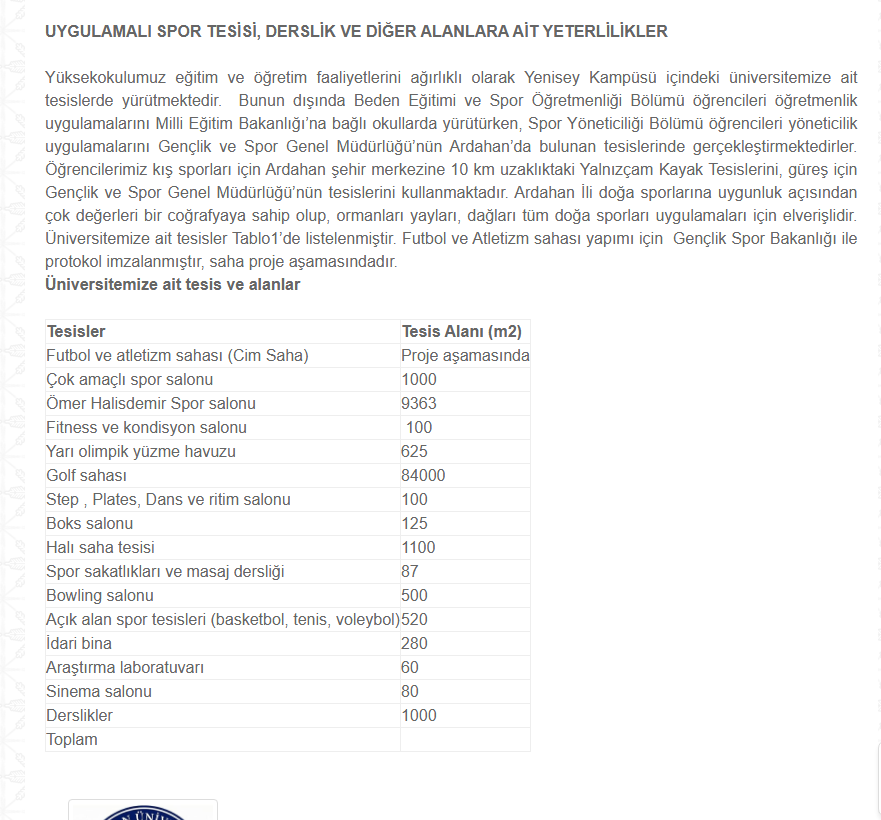 UYGULAMALI SPOR TESİSİ, DERSLİK VE DİĞER ALANLARA AİT YETERLİLİKLER
Yüksekokulumuz eğitim ve öğretim faaliyetlerini ağırlıklı olarak Yenisey Kampüsü içindeki üniversitemize ait
tesislerde yürütmektedir. Bunun dışında Beden Eğitimi ve Spor Öğretmenliği Bölümü öğrencileri öğretmenlik
uygulamalarını Milli Eğitim Bakanlığı’na bağlı okullarda yürütürken, Spor Yöneticiliği Bölümü öğrencileri yöneticilik
uygulamalarını Gençlik ve Spor Genel Müdürlüğü’nün Ardahan’da bulunan tesislerinde gerçekleştirmektedirler.
Öğrencilerimiz kış sporları için Ardahan şehir merkezine 10 km uzaklıktaki Yalnızçam Kayak Tesislerini, güreş için
Gençlik ve Spor Genel Müdürlüğü’nün tesislerini kullanmaktadır. Ardahan İli doğa sporlarına uygunluk açısından
çok değerleri bir coğrafyaya sahip olup, ormanları yayları, dağları tüm doğa sporları uygulamaları için elverişlidir.
Üniversitemize ait tesisler Tablo1’de listelenmiştir. Futbol ve Atletizm sahası yapımı için Gençlik Spor Bakanlığı ile
protokol imzalanmıştır, saha proje aşamasındadır.
Üniversitemize ait tesis ve alanlar
Tesisler Tesis Alanı (m2)
Futbol ve atletizm sahası (Cim Saha) Proje aşamasında
Çok amaçlı spor salonu 1000
Ömer Halisdemir Spor salonu 9363
Fitness ve kondisyon salonu 100
Yarı olimpik yüzme havuzu 625
Golf sahası 84000
Step , Plates, Dans ve ritim salonu 100
Boks salonu 125
Halı saha tesisi 1100
Spor sakatlıkları ve masaj dersliği 87
Bowling salonu 500
Açık alan spor tesisleri (basketbol, tenis, voleybol) 520
İdari bina 280
Araştırma laboratuvarı 60
Sinema salonu 80
Derslikler 1000
Toplam